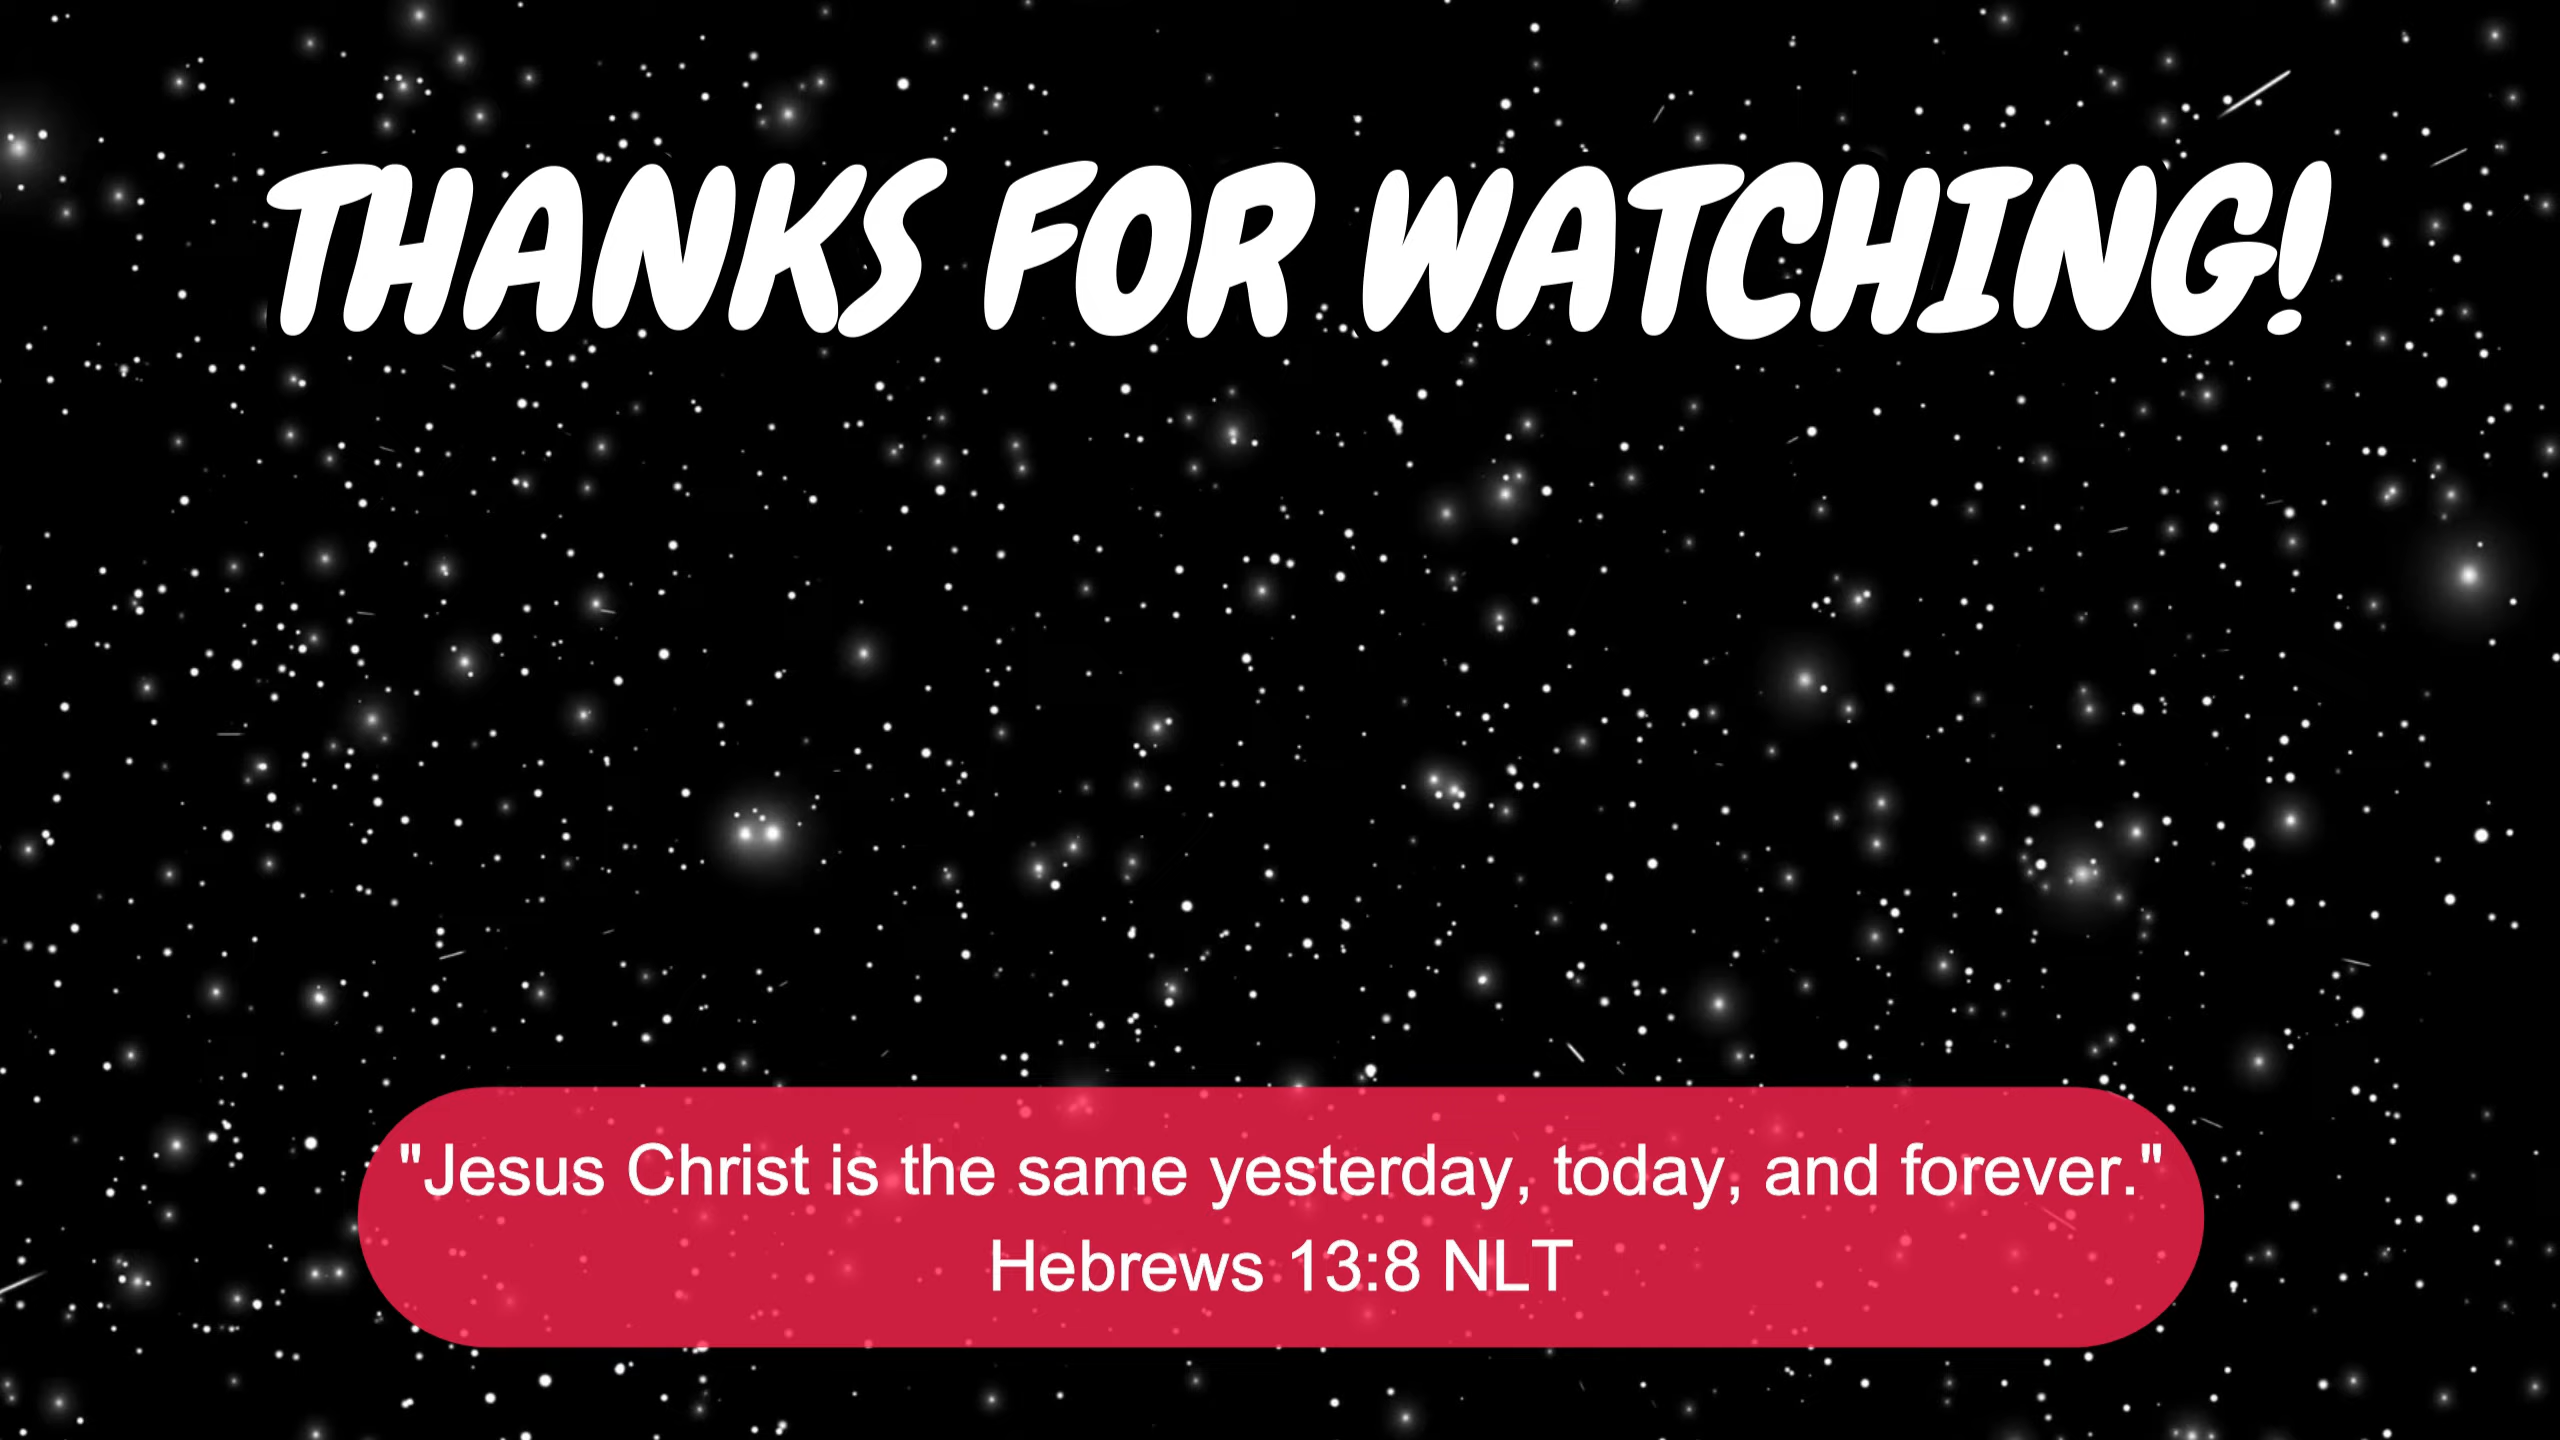 THANKS FOR WATCHING!
"Jesus Christ is the same yesterday, today, and forever."
Hebrews 13:8 NLT